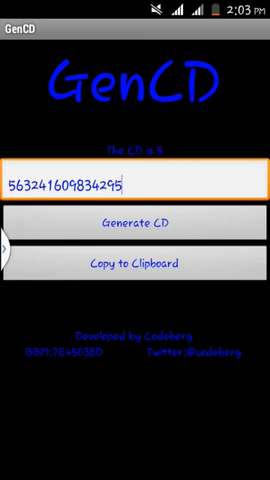 2:03 PM
GenCD
GenCD
The CD is 5
563241609834295
Generate CD
Copy to Clipboard
Developed by Codeberg
BBM:7E45038D Twitter:@codeberg